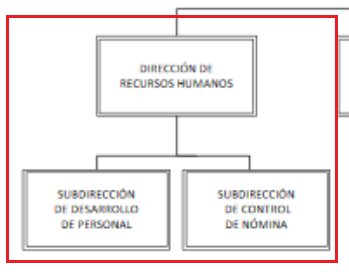 DIRECCIÓN DE
RECURSOS HUMANOS
SUBDIRECCIÓN
DE DESARROLLO
DE PERSONAL
SUBDIRECCIÓN
DE CONTROL
DE NÓMINA